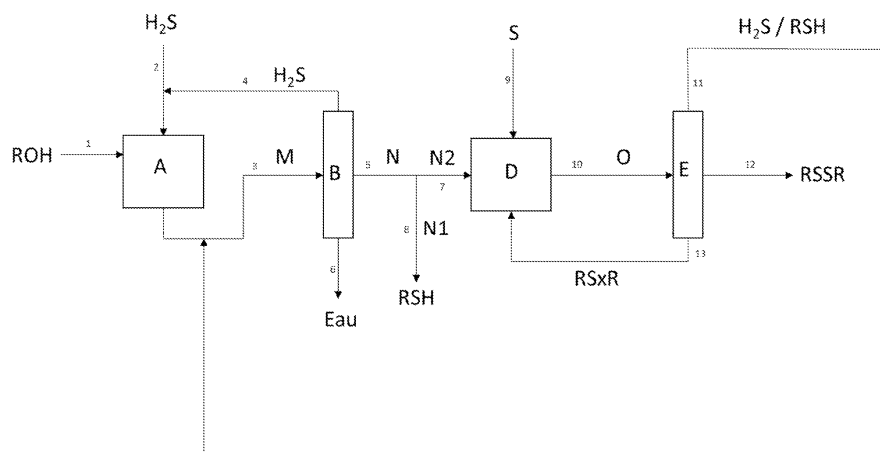 H₂S
S
H₂S / RSH
2
4
H₂S
9
11
ROH
1
A
3
M
B
5
N
N2
7
D
10
O
E
12
RSSR
8
N1
6
13
Eau
RSH
RSxR